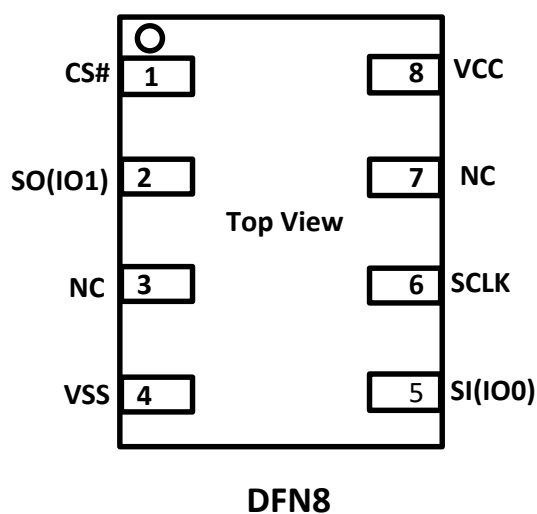 CS# 1 8 VCC
SO(IO1) 2 7 NC
Top View
NC 3 6 SCLK
VSS 4 5 SI(IO0)
DFN8